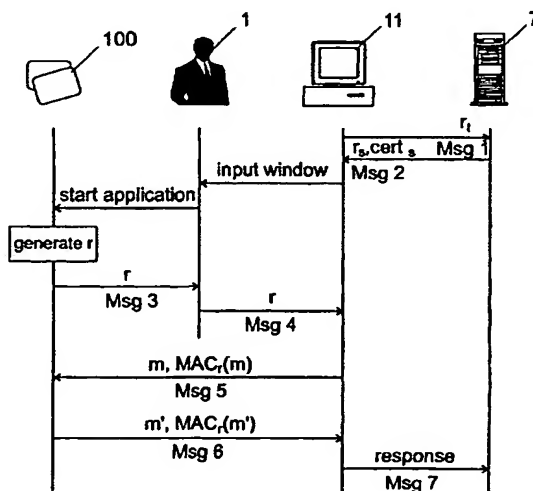 100
1
11
7
r_t
r_s,cert_s Msg 1
Msg 2
input window
start application
generate r
r
Msg 3
r
Msg 4
m, MAC_r(m)
Msg 5
m', MAC_r(m')
Msg 6
response
Msg 7